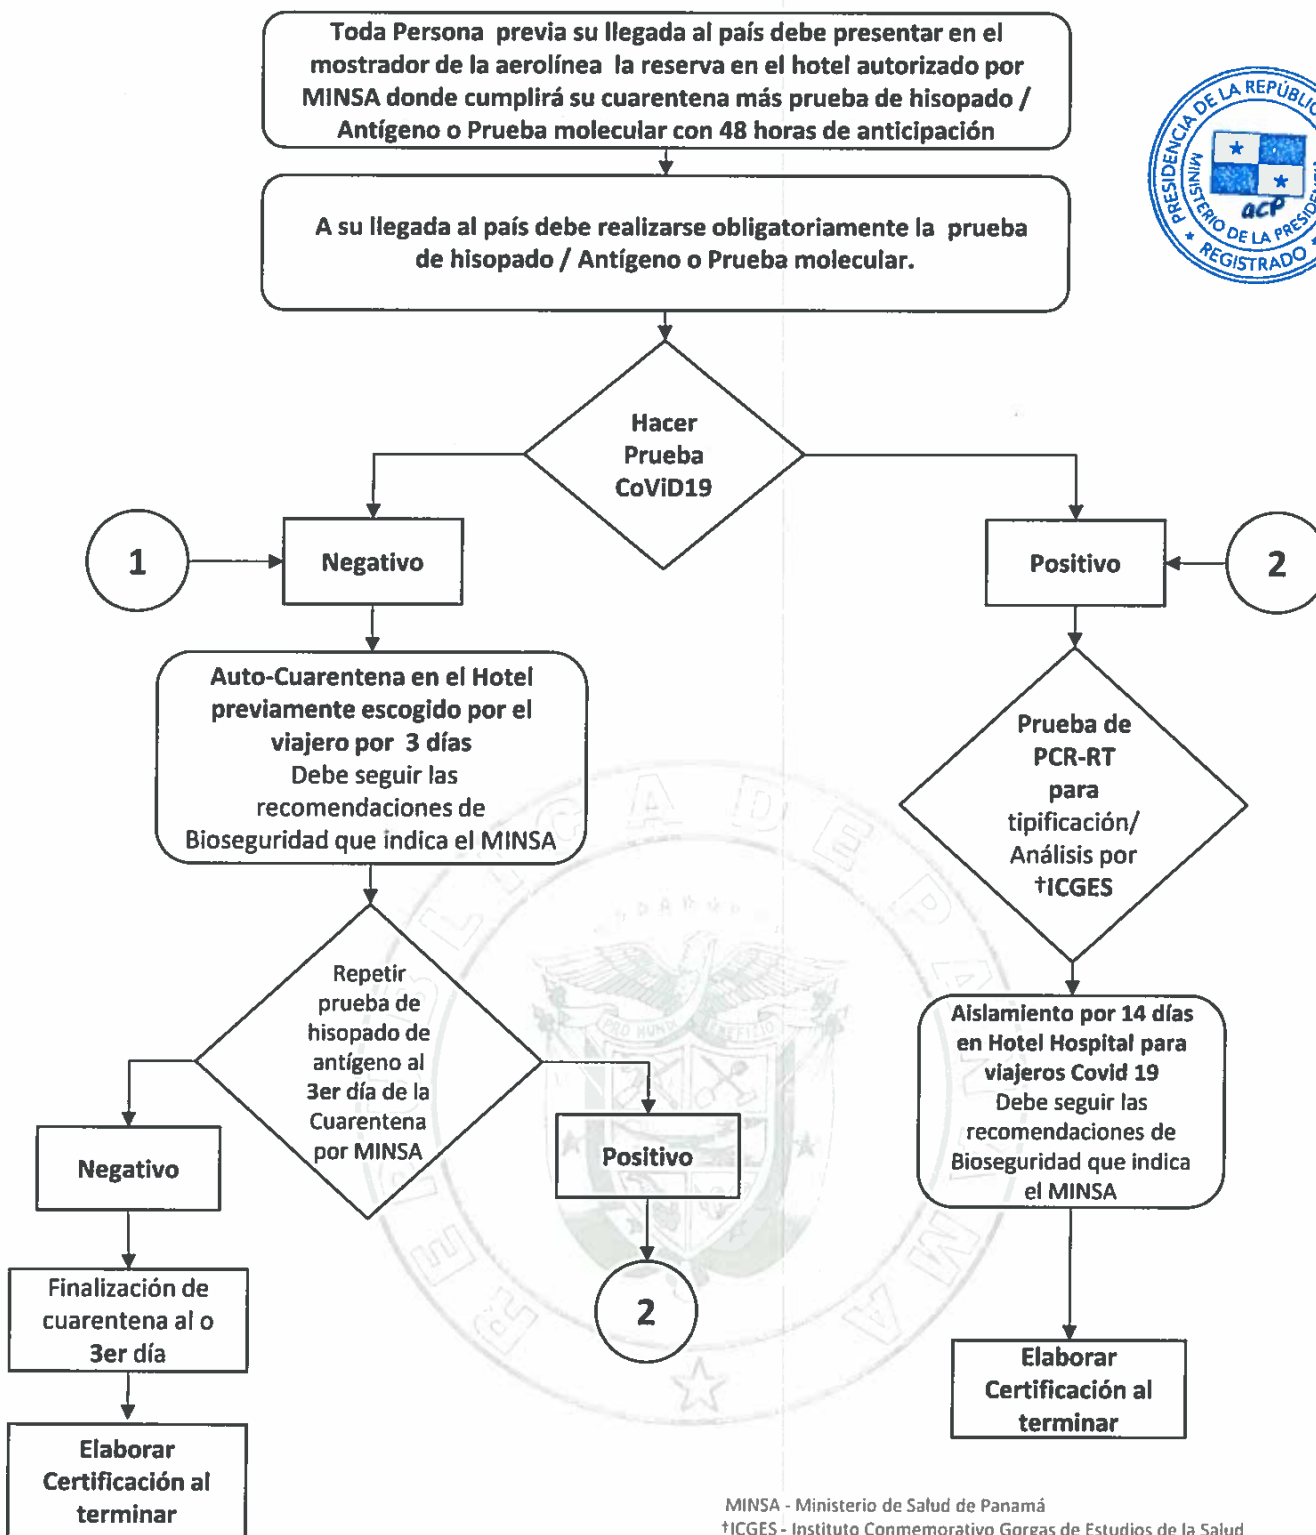 Toda Persona previa su llegada al país debe presentar en el
mostrador de la aerolínea la reserva en el hotel autorizado por
MINSA donde cumplirá su cuarentena más prueba de hisopado /
Antígeno o Prueba molecular con 48 horas de anticipación
PRESIDENCIA DE LA REPÚBLIC
MINISTERIO DE LA PRESIDENCIA
acp
* REGISTRADO *
A su llegada al país debe realizarse obligatoriamente la prueba
de hisopado / Antígeno o Prueba molecular.
Hacer
Prueba
CoViD19
1
Negativo
Positivo
2
Auto-Cuarentena en el Hotel
previamente escogido por el
viajero por 3 días
Debe seguir las
recomendaciones de
Bioseguridad que indica el MINSA
Prueba de
PCR-RT
para
tipificación/
Análisis por
†ICGES
Repetir
prueba de
hisopado de
antígeno al
3er día de la
Cuarentena
por MINSA
Aislamiento por 14 días
en Hotel Hospital para
viajeros Covid 19
Debe seguir las
recomendaciones de
Bioseguridad que indica
el MINSA
Negativo
Positivo
Finalización de
cuarentena al o
3er día
2
Elaborar
Certificación al
terminar
Elaborar
Certificación al
terminar
REPUBLICA DE PANAMA
PRO MUNDI BENEFICIO
MINSA - Ministerio de Salud de Panamá
†ICGES - Instituto Conmemorativo Gorgas de Estudios de la Salud